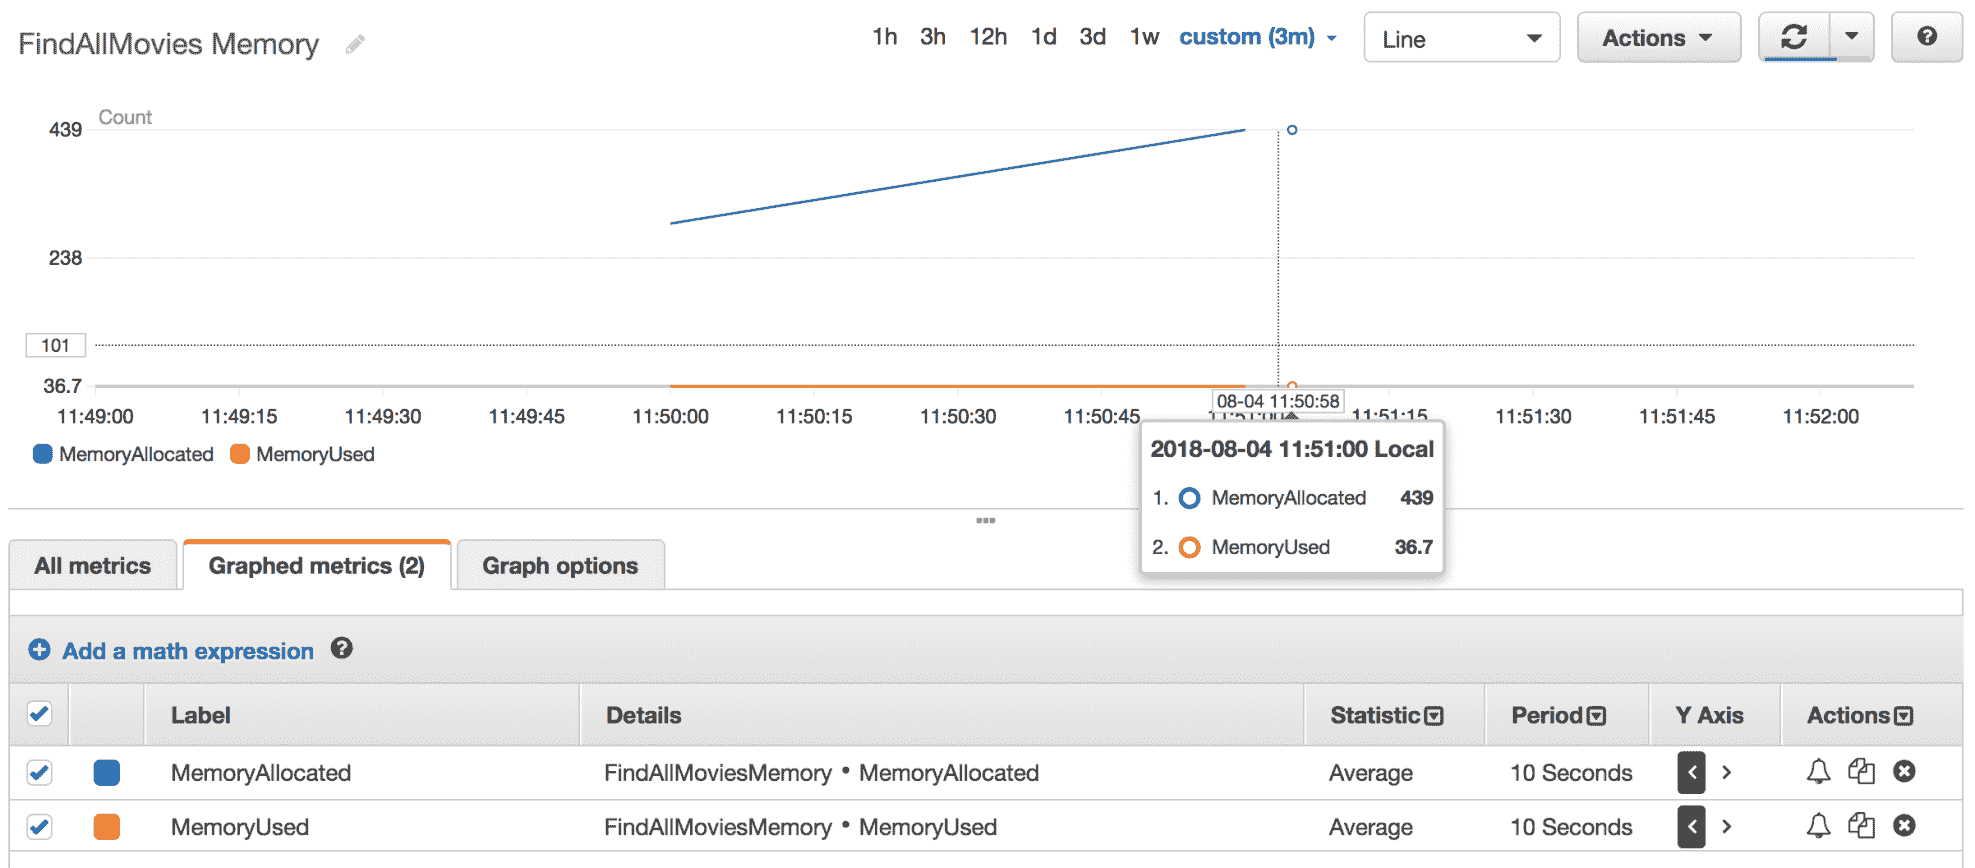 FindAllMovies Memory
1h 3h 12h 1d 3d 1w custom (3m) Line Actions
Count
439
238
101
36.7
11:49:00 11:49:15 11:49:30 11:49:45 11:50:00 11:50:15 11:50:30 11:50:45 11:51:00 11:51:15 11:51:30 11:51:45 11:52:00
08-04 11:50:58
MemoryAllocated MemoryUsed
2018-08-04 11:51:00 Local
1. MemoryAllocated 439
2. MemoryUsed 36.7
All metrics Graphed metrics (2) Graph options
Add a math expression ?
Label Details Statistic Period Y Axis Actions
MemoryAllocated FindAllMoviesMemory • MemoryAllocated Average 10 Seconds < >
MemoryUsed FindAllMoviesMemory • MemoryUsed Average 10 Seconds < >